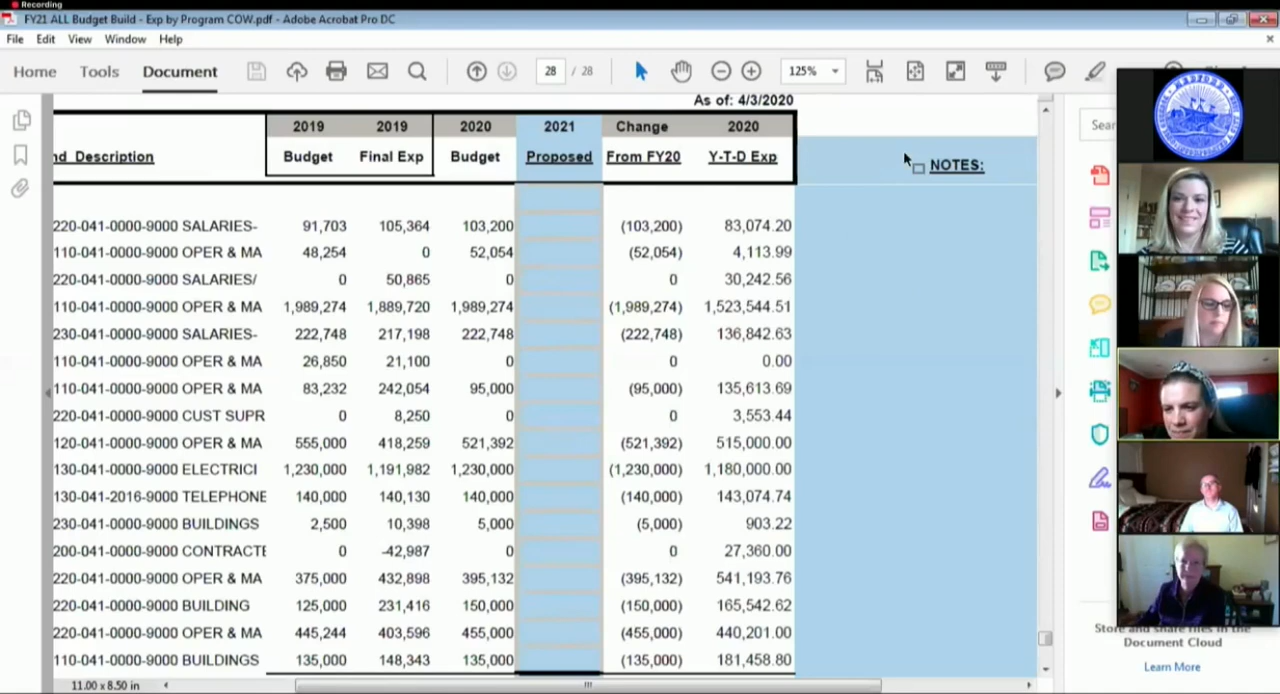 Recording
FY21 ALL Budget Build - Exp by Program COW.pdf - Adobe Acrobat Pro DC
File Edit View Window Help
Home Tools Document 28 / 28 125%
As of: 4/3/2020
2019 2019 2020 2021 Change 2020
nd Description Budget Final Exp Budget Proposed From FY20 Y-T-D Exp NOTES:
220-041-0000-9000 SALARIES- 91,703 105,364 103,200 (103,200) 83,074.20
110-041-0000-9000 OPER & MA 48,254 0 52,054 (52,054) 4,113.99
220-041-0000-9000 SALARIES/ 0 50,865 0 0 30,242.56
110-041-0000-9000 OPER & MA 1,989,274 1,889,720 1,989,274 (1,989,274) 1,523,544.51
230-041-0000-9000 SALARIES- 222,748 217,198 222,748 (222,748) 136,842.63
110-041-0000-9000 OPER & MA 26,850 21,100 0 0 0.00
110-041-0000-9000 OPER & MA 83,232 242,054 95,000 (95,000) 135,613.69
220-041-0000-9000 CUST SUPR 0 8,250 0 0 3,553.44
120-041-0000-9000 OPER & MA 555,000 418,259 521,392 (521,392) 515,000.00
130-041-0000-9000 ELECTRICI 1,230,000 1,191,982 1,230,000 (1,230,000) 1,180,000.00
130-041-2016-9000 TELEPHONE 140,000 140,130 140,000 (140,000) 143,074.74
230-041-0000-9000 BUILDINGS 2,500 10,398 5,000 (5,000) 903.22
200-041-0000-9000 CONTRACTE 0 -42,987 0 0 27,360.00
220-041-0000-9000 OPER & MA 375,000 432,898 395,132 (395,132) 541,193.76
220-041-0000-9000 BUILDING 125,000 231,416 150,000 (150,000) 165,542.62
220-041-0000-9000 OPER & MA 445,244 403,596 455,000 (455,000) 440,201.00
110-041-0000-9000 BUILDINGS 135,000 148,343 135,000 (135,000) 181,458.80
11.00 x 8.50 in
Sear
MEDFORD
Store and share files in the
Document Cloud
Learn More